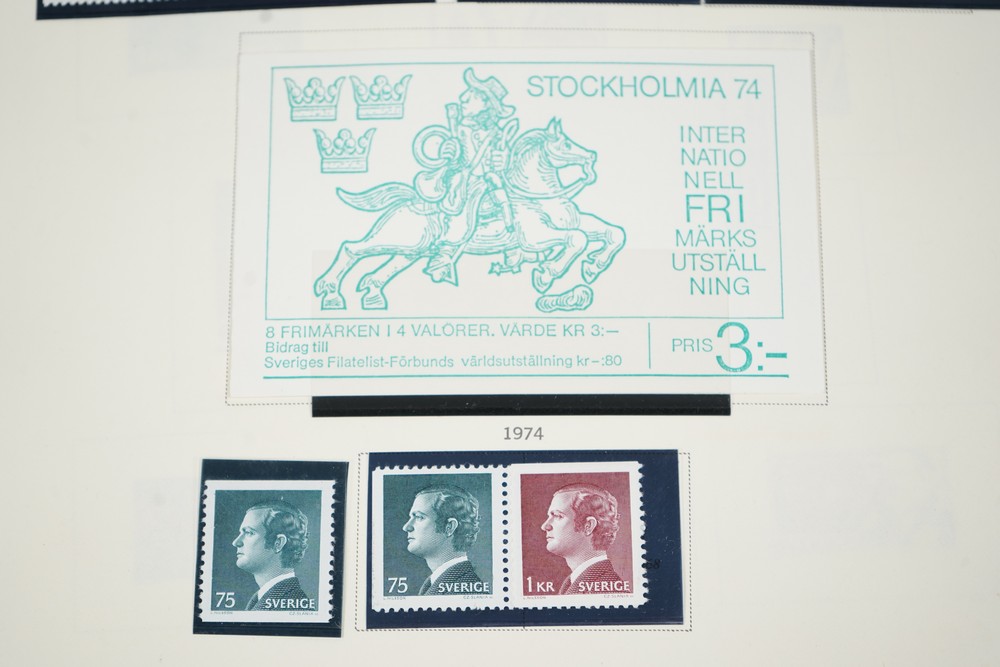 STOCKHOLMIA 74
INTER
NATIO
NELL
FRI
MÄRKS
UTSTÄLL
NING
8 FRIMÄRKEN I 4 VALÖRER. VÄRDE KR 3:—
Bidrag till
Sveriges Filatelist-Förbunds världsutställning kr–:80
PRIS 3:-
1974
75 SVERIGE
75 SVERIGE
1 KR SVERIGE